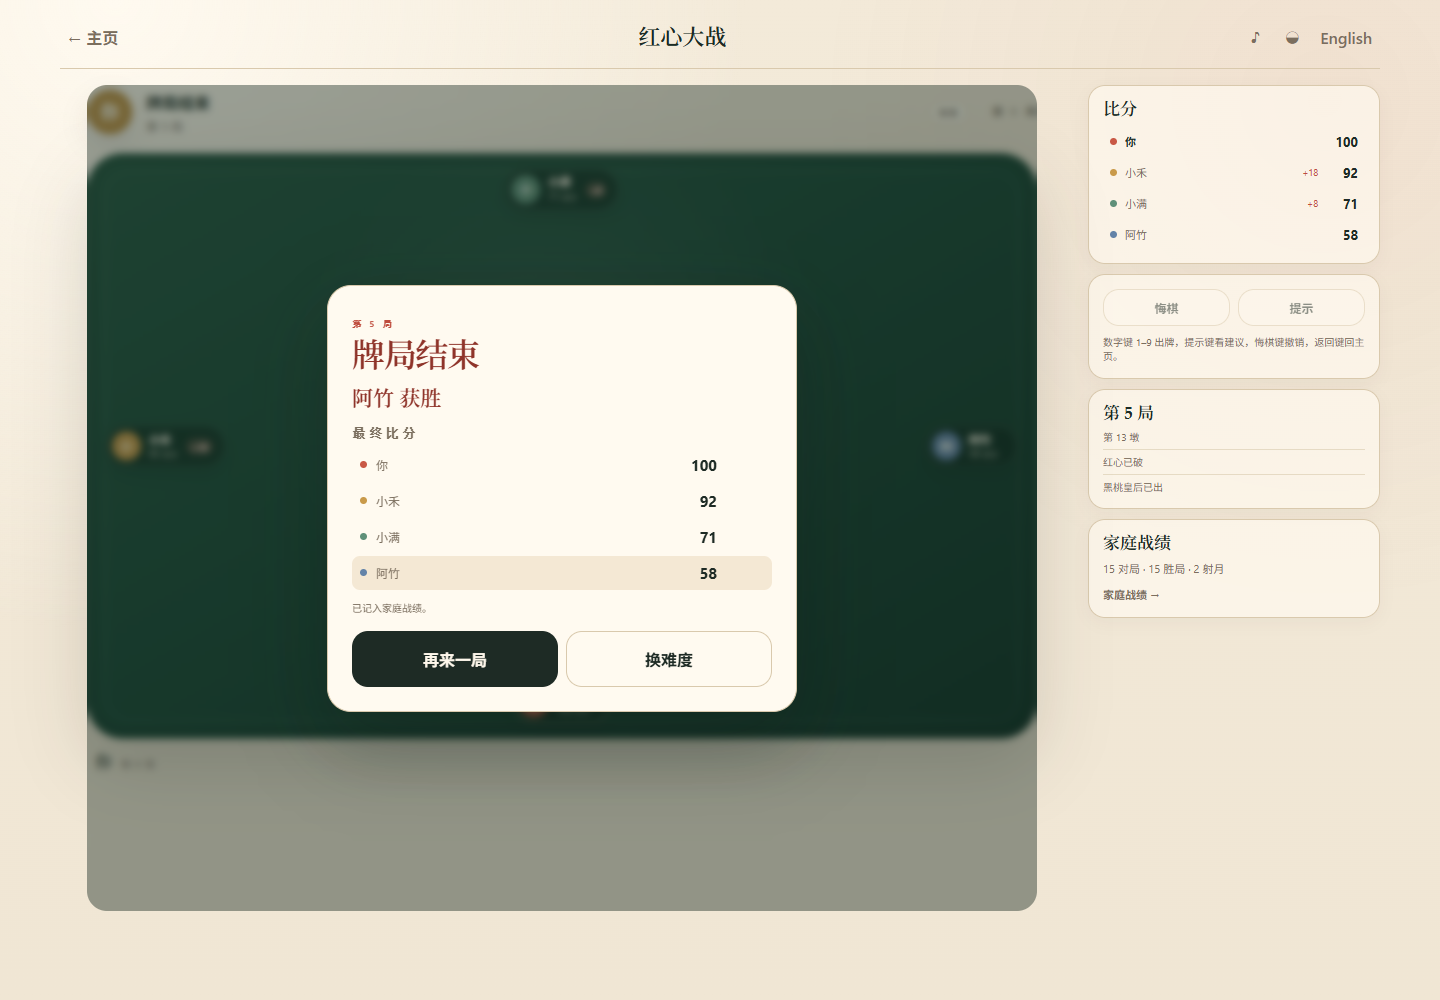 ← 主页
红心大战
♪
English
比分
你 100
小禾 +18 92
小满 +8 71
阿竹 58
悔棋
提示
数字键 1–9 出牌，提示键看建议，悔棋键撤销，返回键回主
页。
第 5 局
第 13 墩
红心已破
黑桃皇后已出
家庭战绩
15 对局 · 15 胜局 · 2 射月
家庭战绩 →
第 5 局
牌局结束
阿竹 获胜
最终比分
你 100
小禾 92
小满 71
阿竹 58
已记入家庭战绩。
再来一局
换难度